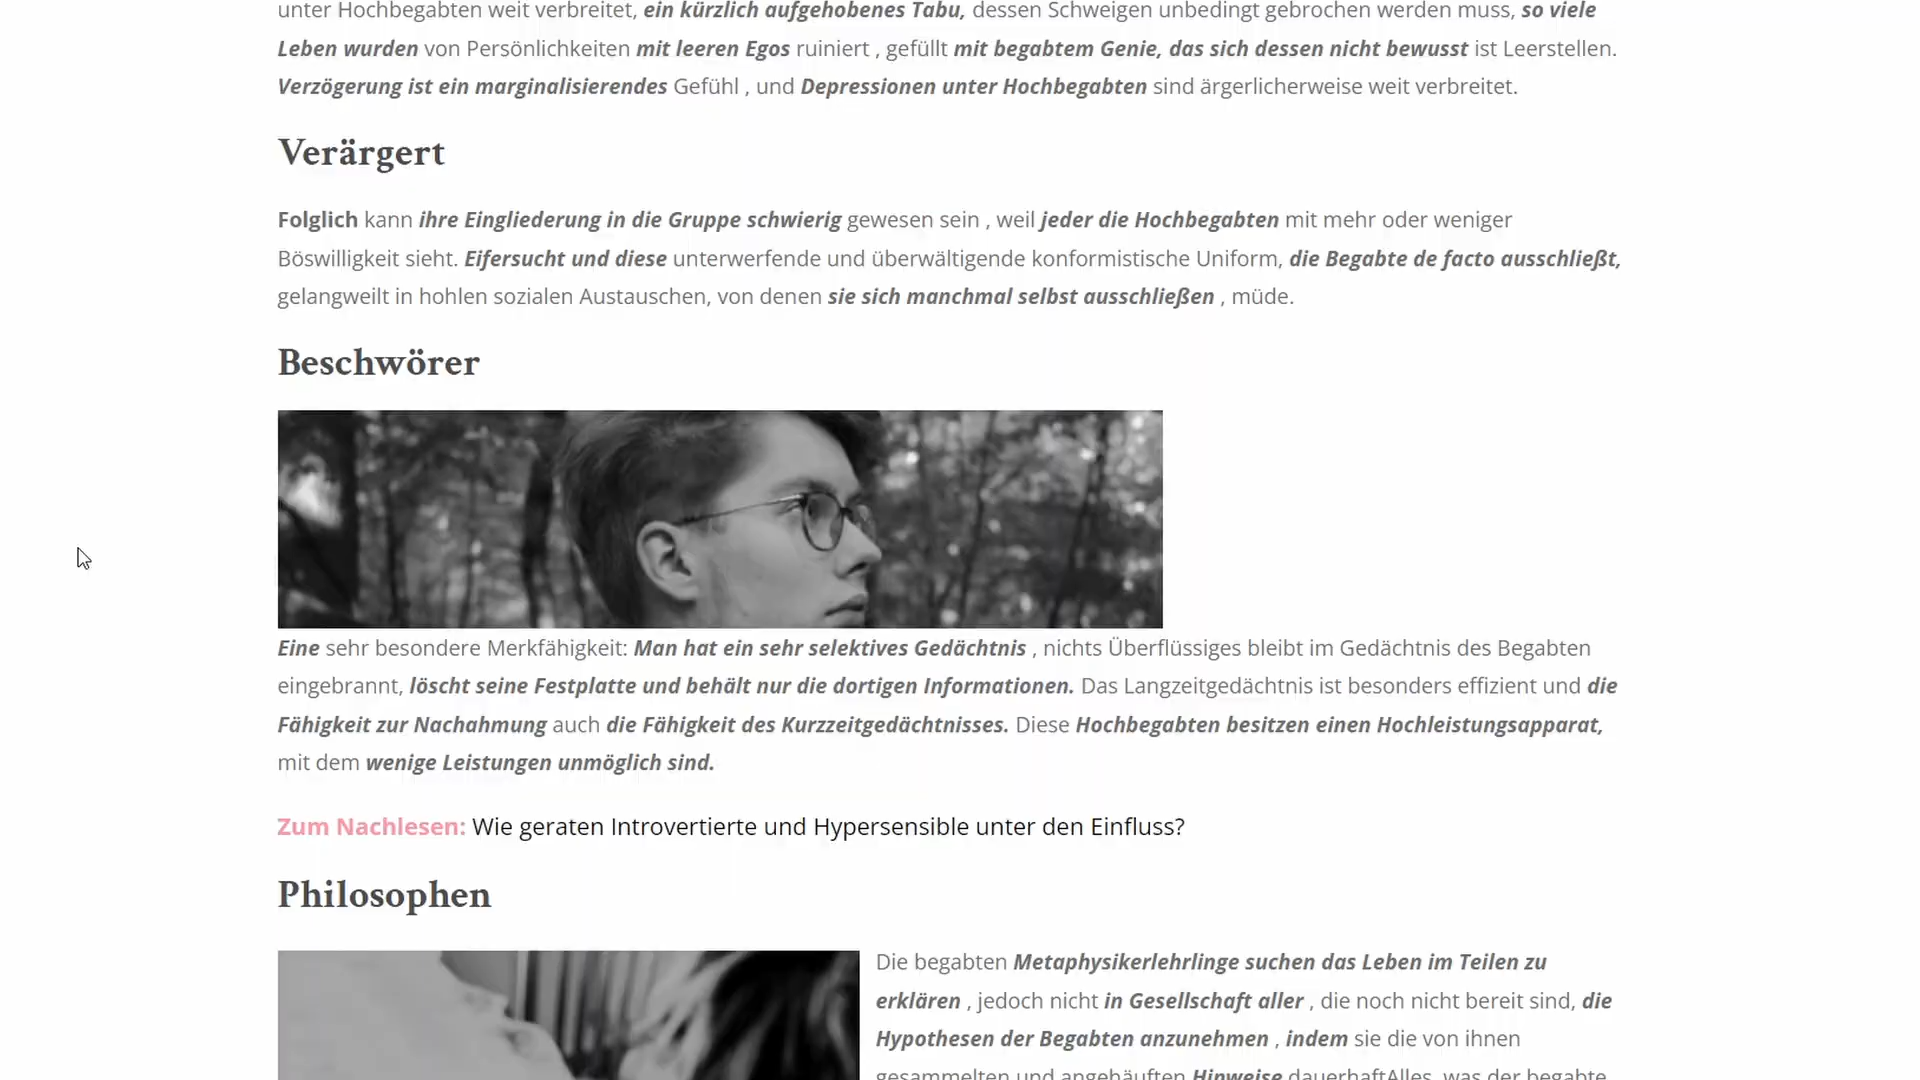 unter Hochbegabten weit verbreitet, ein kürzlich aufgehobenes Tabu, dessen Schweigen unbedingt gebrochen werden muss, so viele
Leben wurden von Persönlichkeiten mit leeren Egos ruiniert , gefüllt mit begabtem Genie, das sich dessen nicht bewusst ist Leerstellen.
Verzögerung ist ein marginalisierendes Gefühl , und Depressionen unter Hochbegabten sind ärgerlicherweise weit verbreitet.
Verärgert
Folglich kann ihre Eingliederung in die Gruppe schwierig gewesen sein , weil jeder die Hochbegabten mit mehr oder weniger
Böswilligkeit sieht. Eifersucht und diese unterwerfende und überwältigende konformistische Uniform, die Begabte de facto ausschließt,
gelangweilt in hohlen sozialen Austauschen, von denen sie sich manchmal selbst ausschließen , müde.
Beschwörer
Eine sehr besondere Merkfähigkeit: Man hat ein sehr selektives Gedächtnis , nichts Überflüssiges bleibt im Gedächtnis des Begabten
eingebrannt, löscht seine Festplatte und behält nur die dortigen Informationen. Das Langzeitgedächtnis ist besonders effizient und die
Fähigkeit zur Nachahmung auch die Fähigkeit des Kurzzeitgedächtnisses. Diese Hochbegabten besitzen einen Hochleistungsapparat,
mit dem wenige Leistungen unmöglich sind.
Zum Nachlesen: Wie geraten Introvertierte und Hypersensible unter den Einfluss?
Philosophen
Die begabten Metaphysikerlehrlinge suchen das Leben im Teilen zu
erklären , jedoch nicht in Gesellschaft aller , die noch nicht bereit sind, die
Hypothesen der Begabten anzunehmen , indem sie die von ihnen
gesammelten und angehäuften Hinweise dauerhaftAlles, was der begabte